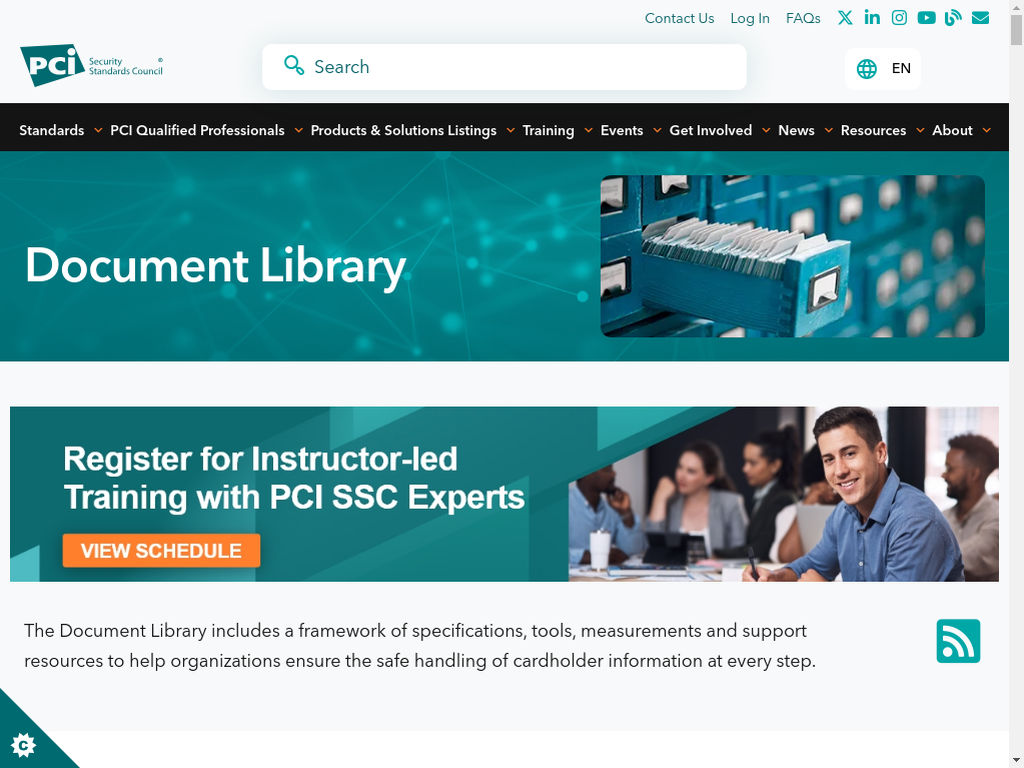 Contact Us Log In FAQs
PCI Security Standards Council ®
Search
EN
Standards PCI Qualified Professionals Products & Solutions Listings Training Events Get Involved News Resources About
Document Library
Register for Instructor-led
Training with PCI SSC Experts
VIEW SCHEDULE
The Document Library includes a framework of specifications, tools, measurements and support
resources to help organizations ensure the safe handling of cardholder information at every step.
C